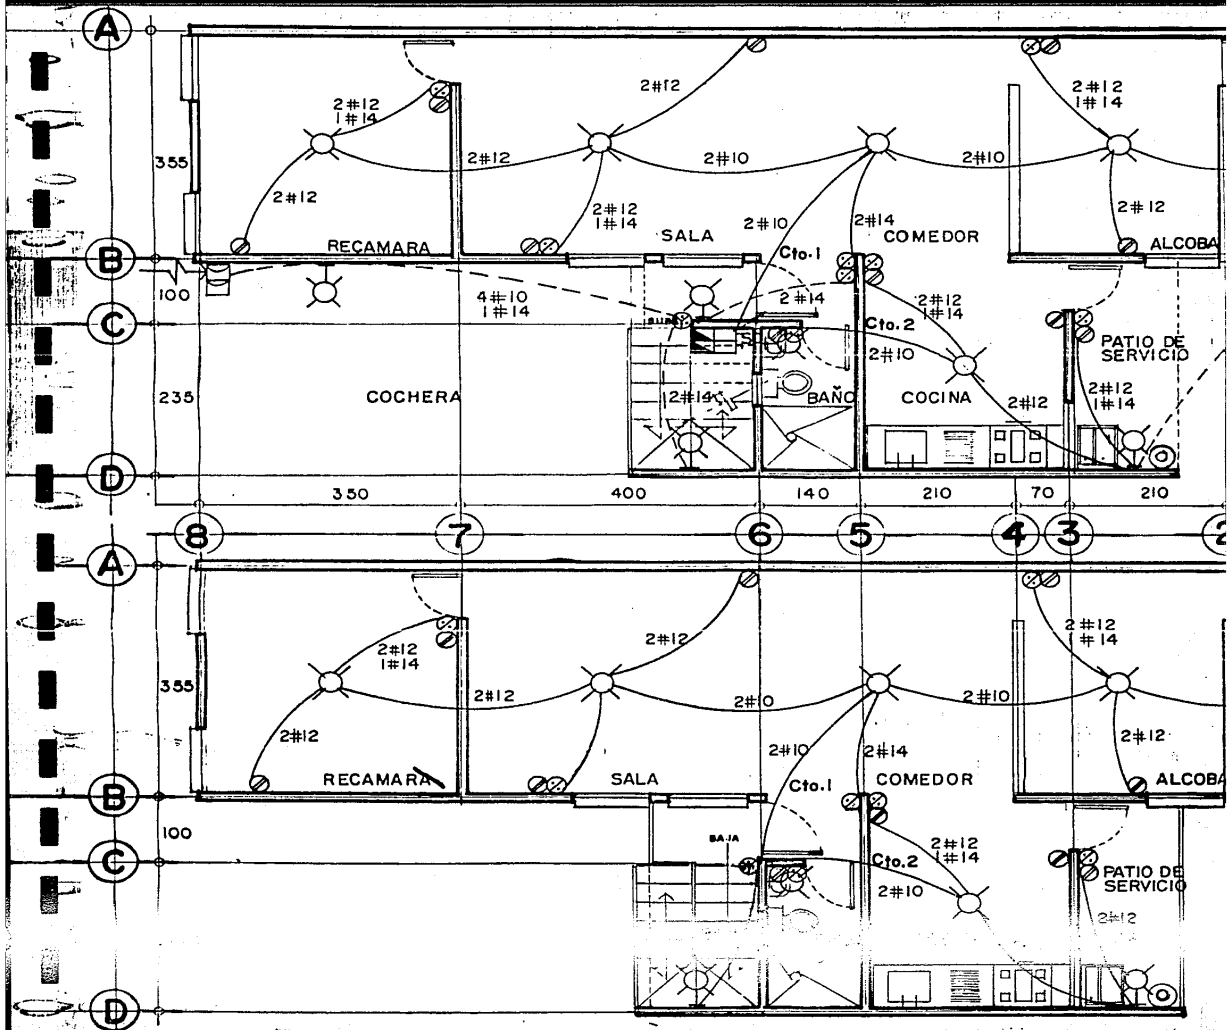 A
2#12
2#12
1#14
2#12
1#14
355
2#12
2#10
2#10
2#12
2#12
1#14
2#10
2#14
2#12
RECAMARA
SALA
COMEDOR
ALCOBA
B
Cto.1
100
4#10
1#14
2#14
2#12
1#14
C
Cto.2
2#10
PATIO DE
SERVICIO
235
COCHERA
2#14
BAÑO
COCINA
2#12
2#12
1#14
D
350
400
140
210
70
210
8
7
6
5
4
3
2
A
2#12
2#12
1#14
2#12
#14
355
2#12
2#10
2#10
2#12
2#10
2#14
2#12
RECAMARA
SALA
Cto.1
COMEDOR
ALCOBA
B
100
BAJA
2#12
1#14
C
Cto.2
2#10
PATIO DE
SERVICIO
2#12
D